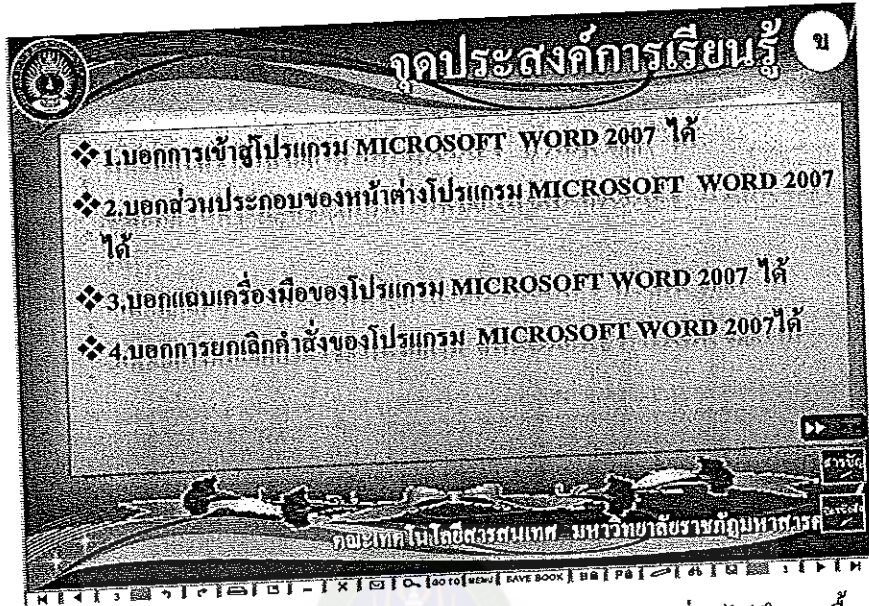 จุดประสงค์การเรียนรู้
ข
❖1.บอกการเข้าสู่โปรแกรม MICROSOFT WORD 2007 ได้
❖2.บอกส่วนประกอบของหน้าต่างโปรแกรม MICROSOFT WORD 2007
ได้
❖3.บอกแถบเครื่องมือของโปรแกรม MICROSOFT WORD 2007 ได้
❖4.บอกการยกเลิกคำสั่งของโปรแกรม MICROSOFT WORD 2007ได้
คณะเทคโนโลยีสารสนเทศ มหาวิทยาลัยราชภัฏมหาสารค
3 GO TO MENU SAVE BOOK 3